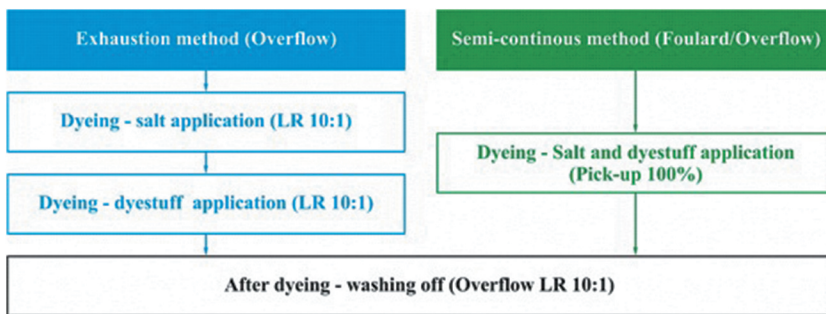 Exhaustion method (Overflow)
Semi-continous method (Foulard/Overflow)
Dyeing - salt application (LR 10:1)
Dyeing - Salt and dyestuff application
(Pick-up 100%)
Dyeing - dyestuff application (LR 10:1)
After dyeing - washing off (Overflow LR 10:1)